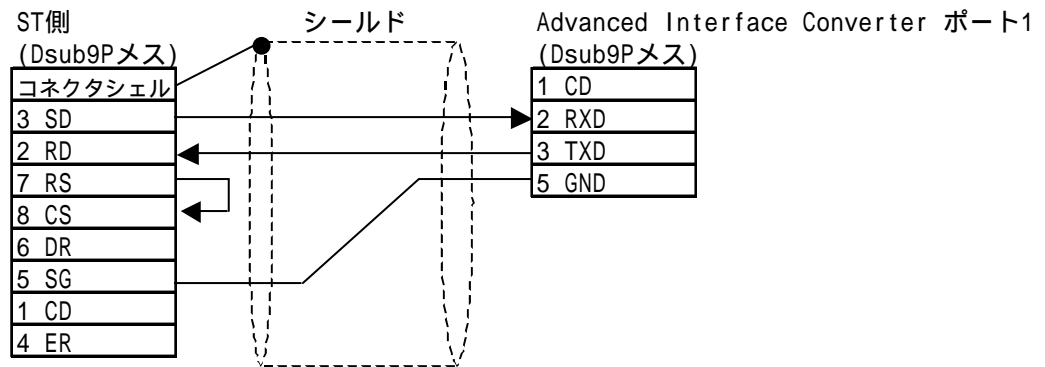 ST側
(Dsub9Pメス)
コネクタシェル
3 SD
2 RD
7 RS
8 CS
6 DR
5 SG
1 CD
4 ER
シールド
Advanced Interface Converter ポート1
(Dsub9Pメス)
1 CD
2 RXD
3 TXD
5 GND